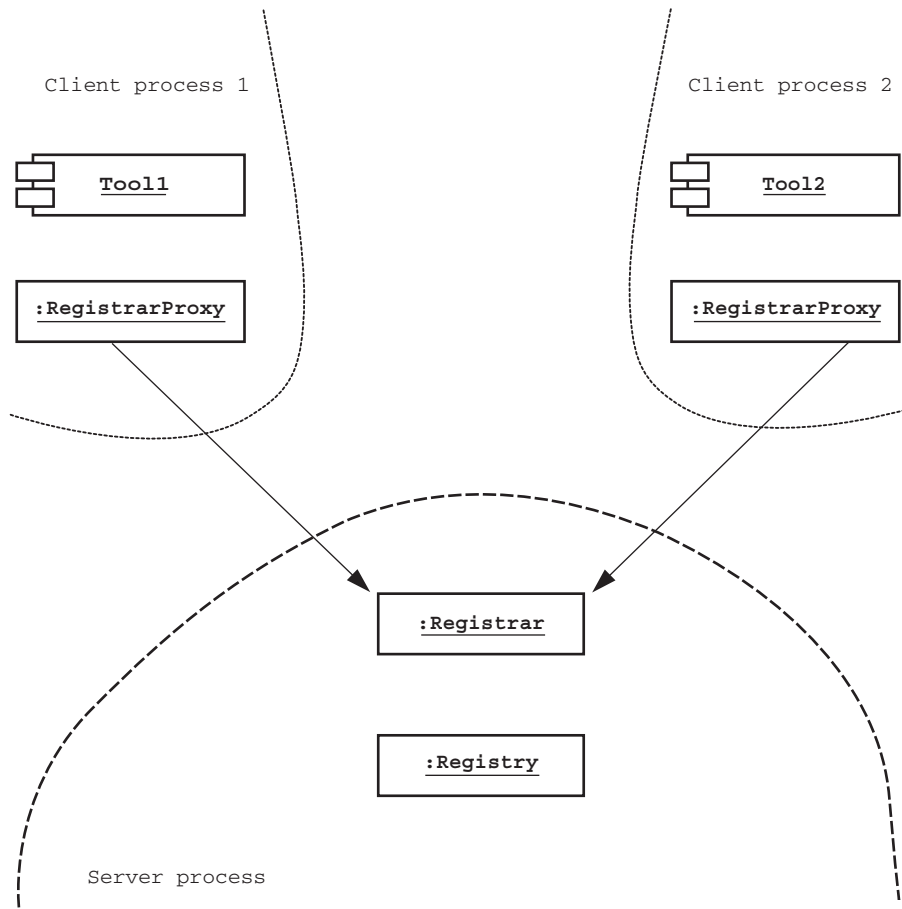 Client process 1
Client process 2
Tool1
Tool2
:RegistrarProxy
:RegistrarProxy
:Registrar
:Registry
Server process